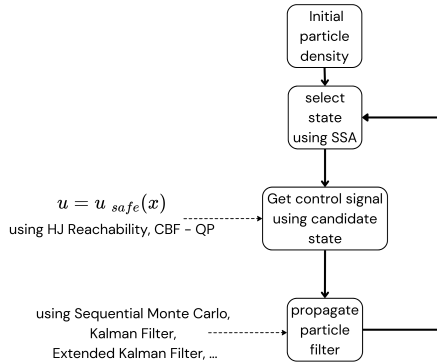 Initial
particle
density
select
state
using SSA
Get control signal
using candidate
state
u = u safe(x)
using HJ Reachability, CBF - QP
propagate
particle
filter
using Sequential Monte Carlo,
Kalman Filter,
Extended Kalman Filter, ...